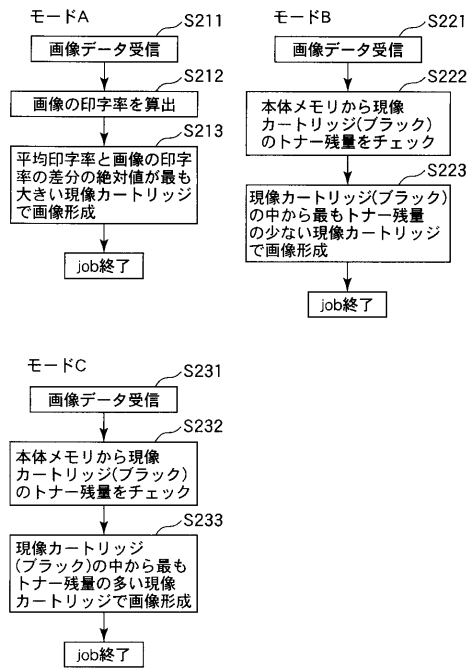 モードA
S211
画像データ受信
S212
画像の印字率を算出
S213
平均印字率と画像の印字
率の差分の絶対値が最も
大きい現像カートリッジ
で画像形成
job終了
モードB
S221
画像データ受信
S222
本体メモリから現像
カートリッジ(ブラック)
のトナー残量をチェック
S223
現像カートリッジ(ブラック)
の中から最もトナー残量
の少ない現像カートリッジ
で画像形成
job終了
モードC
S231
画像データ受信
S232
本体メモリから現像
カートリッジ(ブラック)
のトナー残量をチェック
S233
現像カートリッジ
(ブラック)の中から最も
トナー残量の多い現像
カートリッジで画像形成
job終了